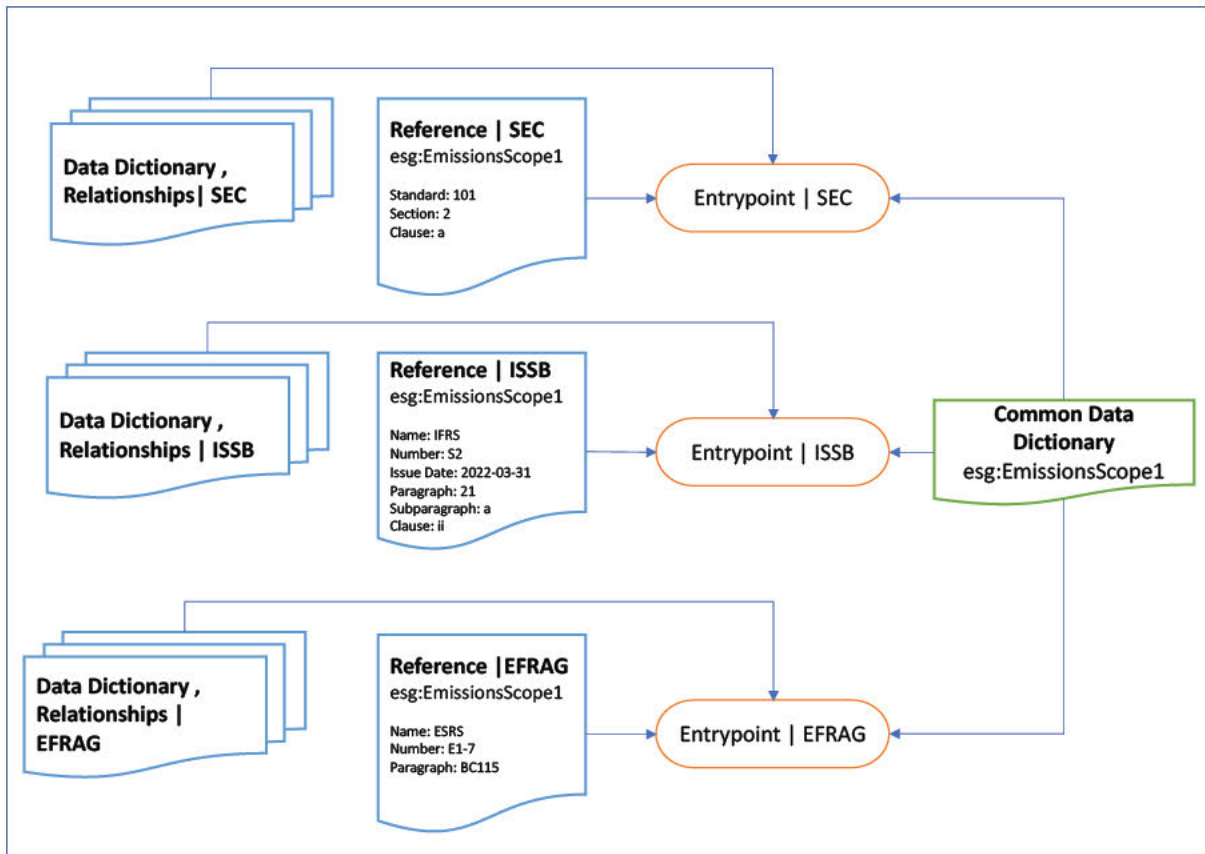 Data Dictionary ,
Relationships| SEC
Reference | SEC
esg:EmissionsScope1
Standard: 101
Section: 2
Clause: a
Entrypoint | SEC
Data Dictionary ,
Relationships | ISSB
Reference | ISSB
esg:EmissionsScope1
Name: IFRS
Number: S2
Issue Date: 2022-03-31
Paragraph: 21
Subparagraph: a
Clause: ii
Entrypoint | ISSB
Common Data
Dictionary
esg:EmissionsScope1
Data Dictionary ,
Relationships |
EFRAG
Reference |EFRAG
esg:EmissionsScope1
Name: ESRS
Number: E1-7
Paragraph: BC115
Entrypoint | EFRAG